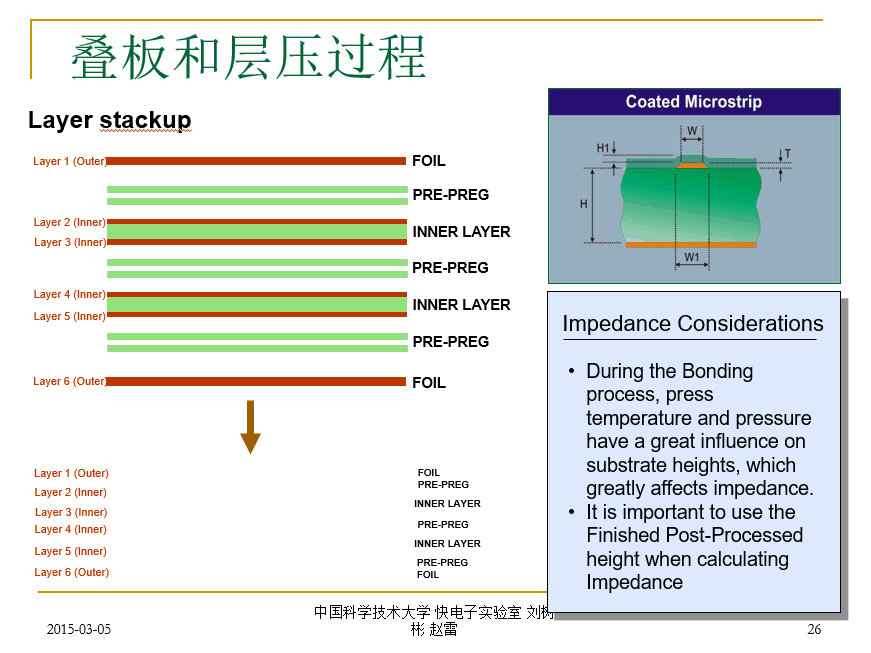 叠板和层压过程
Layer stackup
Layer 1 (Outer)
FOIL
PRE-PREG
Layer 2 (Inner)
INNER LAYER
Layer 3 (Inner)
PRE-PREG
Layer 4 (Inner)
INNER LAYER
Layer 5 (Inner)
PRE-PREG
Layer 6 (Outer)
FOIL
Layer 1 (Outer)
FOIL
PRE-PREG
Layer 2 (Inner)
INNER LAYER
Layer 3 (Inner)
PRE-PREG
Layer 4 (Inner)
INNER LAYER
Layer 5 (Inner)
PRE-PREG
Layer 6 (Outer)
FOIL
Coated Microstrip
W
H1
T
H
W1
Impedance Considerations
• During the Bonding
process, press
temperature and pressure
have a great influence on
substrate heights, which
greatly affects impedance.
• It is important to use the
Finished Post-Processed
height when calculating
Impedance
2015-03-05
中国科学技术大学 快电子实验室 刘树
彬 赵雷
26